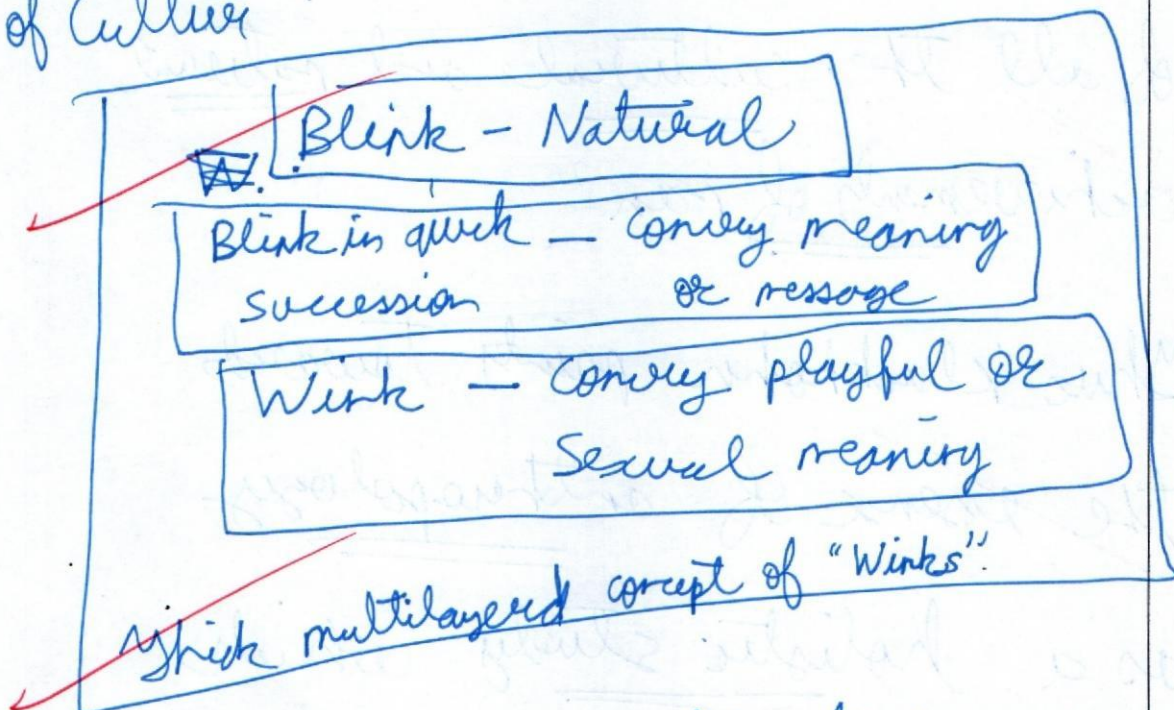 of Culture
Blink - Natural
Blink in quick — convey meaning
succession or message
Wink — convey playful or
Sexual meaning
Thick multilayerd concept of "Winks".